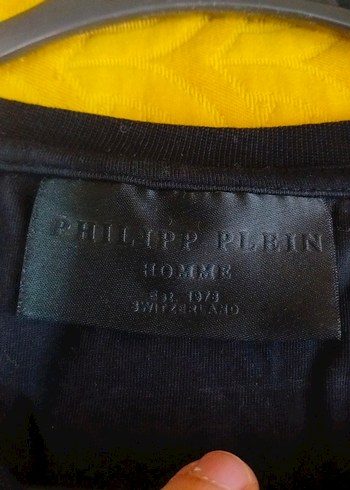 PHILIPP PLEIN
HOMME
EST. 1978
SWITZERLAND